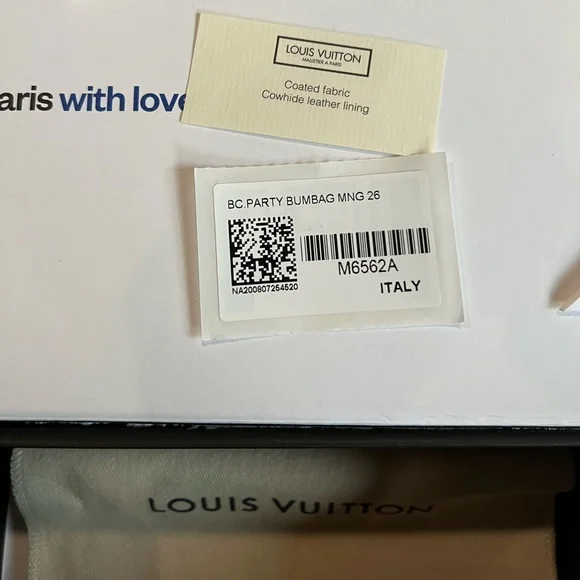 LOUIS VUITTON
MALLETIER A PARIS
Coated fabric
Cowhide leather lining
aris with love
BC.PARTY BUMBAG MNG 26
NA200807264520
M6562A
ITALY
LOUIS VUITTON